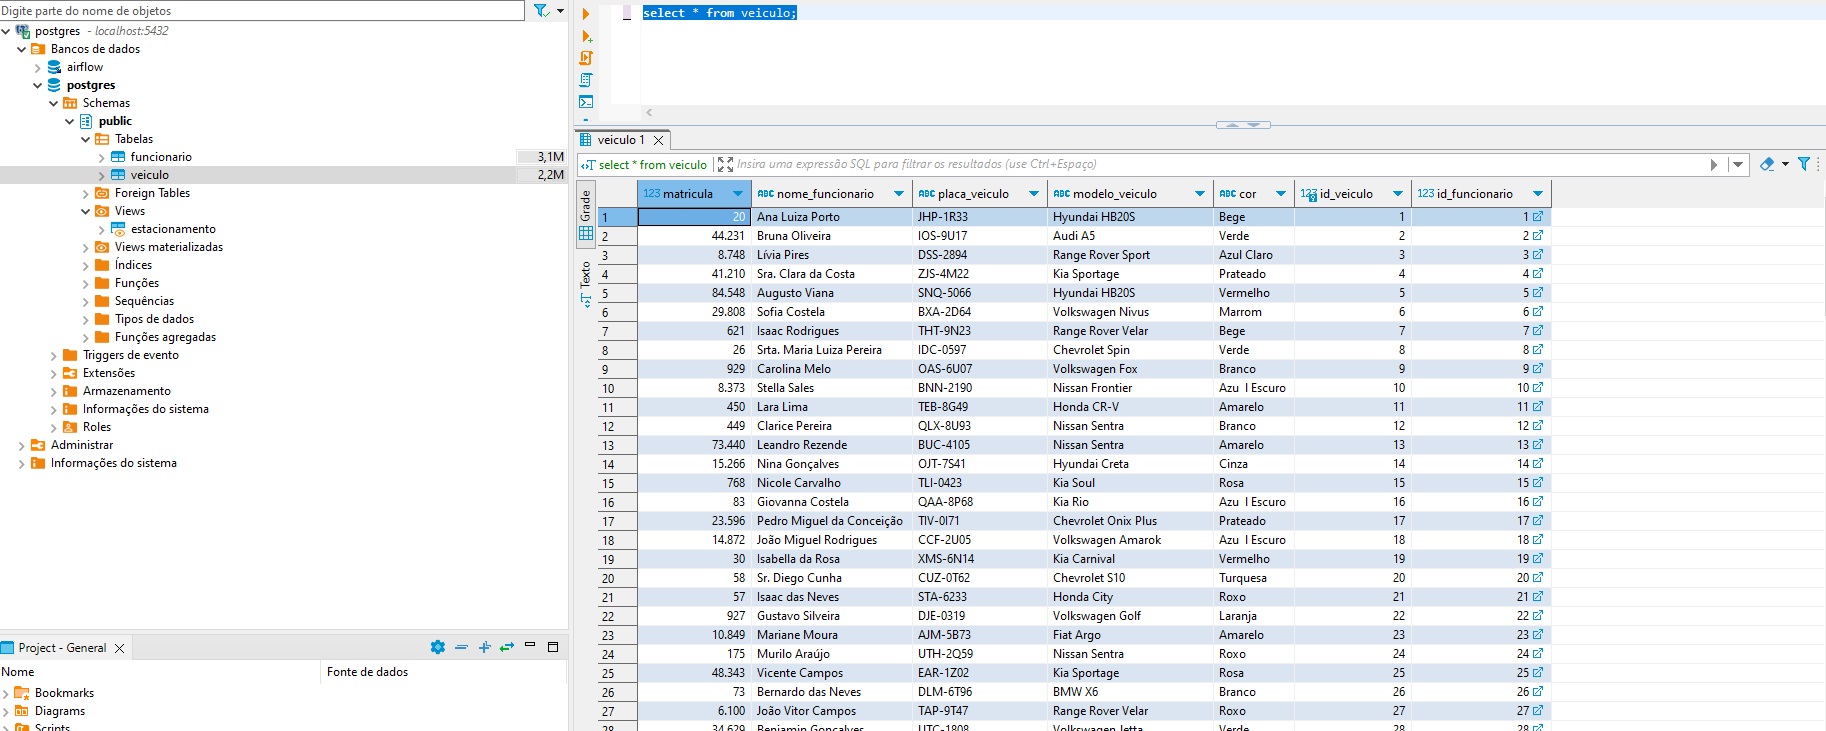 Digite parte do nome de objetos
postgres - localhost:5432
Bancos de dados
airflow
postgres
Schemas
public
Tabelas
funcionario 3,1M
veiculo 2,2M
Foreign Tables
Views
estacionamento
Views materializadas
Índices
Funções
Sequências
Tipos de dados
Funções agregadas
Triggers de evento
Extensões
Armazenamento
Informações do sistema
Roles
Administrar
Informações do sistema
Project - General
Nome Fonte de dados
Bookmarks
Diagrams
Scripts
select * from veiculo;
veiculo 1
select * from veiculo Insira uma expressão SQL para filtrar os resultados (use Ctrl+Espaço)
Grade
Texto
123 matricula ABC nome_funcionario ABC placa_veiculo ABC modelo_veiculo ABC cor 123 id_veiculo 123 id_funcionario
1 20 Ana Luiza Porto JHP-1R33 Hyundai HB20S Bege 1 1
2 44.231 Bruna Oliveira IOS-9U17 Audi A5 Verde 2 2
3 8.748 Lívia Pires DSS-2894 Range Rover Sport Azul Claro 3 3
4 41.210 Sra. Clara da Costa ZJS-4M22 Kia Sportage Prateado 4 4
5 84.548 Augusto Viana SNQ-5066 Hyundai HB20S Vermelho 5 5
6 29.808 Sofia Costela BXA-2D64 Volkswagen Nivus Marrom 6 6
7 621 Isaac Rodrigues THT-9N23 Range Rover Velar Bege 7 7
8 26 Srta. Maria Luiza Pereira IDC-0597 Chevrolet Spin Verde 8 8
9 929 Carolina Melo OAS-6U07 Volkswagen Fox Branco 9 9
10 8.373 Stella Sales BNN-2190 Nissan Frontier Azu l Escuro 10 10
11 450 Lara Lima TEB-8G49 Honda CR-V Amarelo 11 11
12 449 Clarice Pereira QLX-8U93 Nissan Sentra Branco 12 12
13 73.440 Leandro Rezende BUC-4105 Nissan Sentra Amarelo 13 13
14 15.266 Nina Gonçalves OJT-7S41 Hyundai Creta Cinza 14 14
15 768 Nicole Carvalho TLI-0423 Kia Soul Rosa 15 15
16 83 Giovanna Costela QAA-8P68 Kia Rio Azu l Escuro 16 16
17 23.596 Pedro Miguel da Conceição TIV-0I71 Chevrolet Onix Plus Prateado 17 17
18 14.872 João Miguel Rodrigues CCF-2U05 Volkswagen Amarok Azu l Escuro 18 18
19 30 Isabella da Rosa XMS-6N14 Kia Carnival Vermelho 19 19
20 58 Sr. Diego Cunha CUZ-0T62 Chevrolet S10 Turquesa 20 20
21 57 Isaac das Neves STA-6233 Honda City Roxo 21 21
22 927 Gustavo Silveira DJE-0319 Volkswagen Golf Laranja 22 22
23 10.849 Mariane Moura AJM-5B73 Fiat Argo Amarelo 23 23
24 175 Murilo Araújo UTH-2Q59 Nissan Sentra Roxo 24 24
25 48.343 Vicente Campos EAR-1Z02 Kia Sportage Rosa 25 25
26 73 Bernardo das Neves DLM-6T96 BMW X6 Branco 26 26
27 6.100 João Vitor Campos TAP-9T47 Range Rover Velar Roxo 27 27
28 34.629 Benjamin Gonçalves UTC-1808 Volkswagen Jetta Verde 28 28